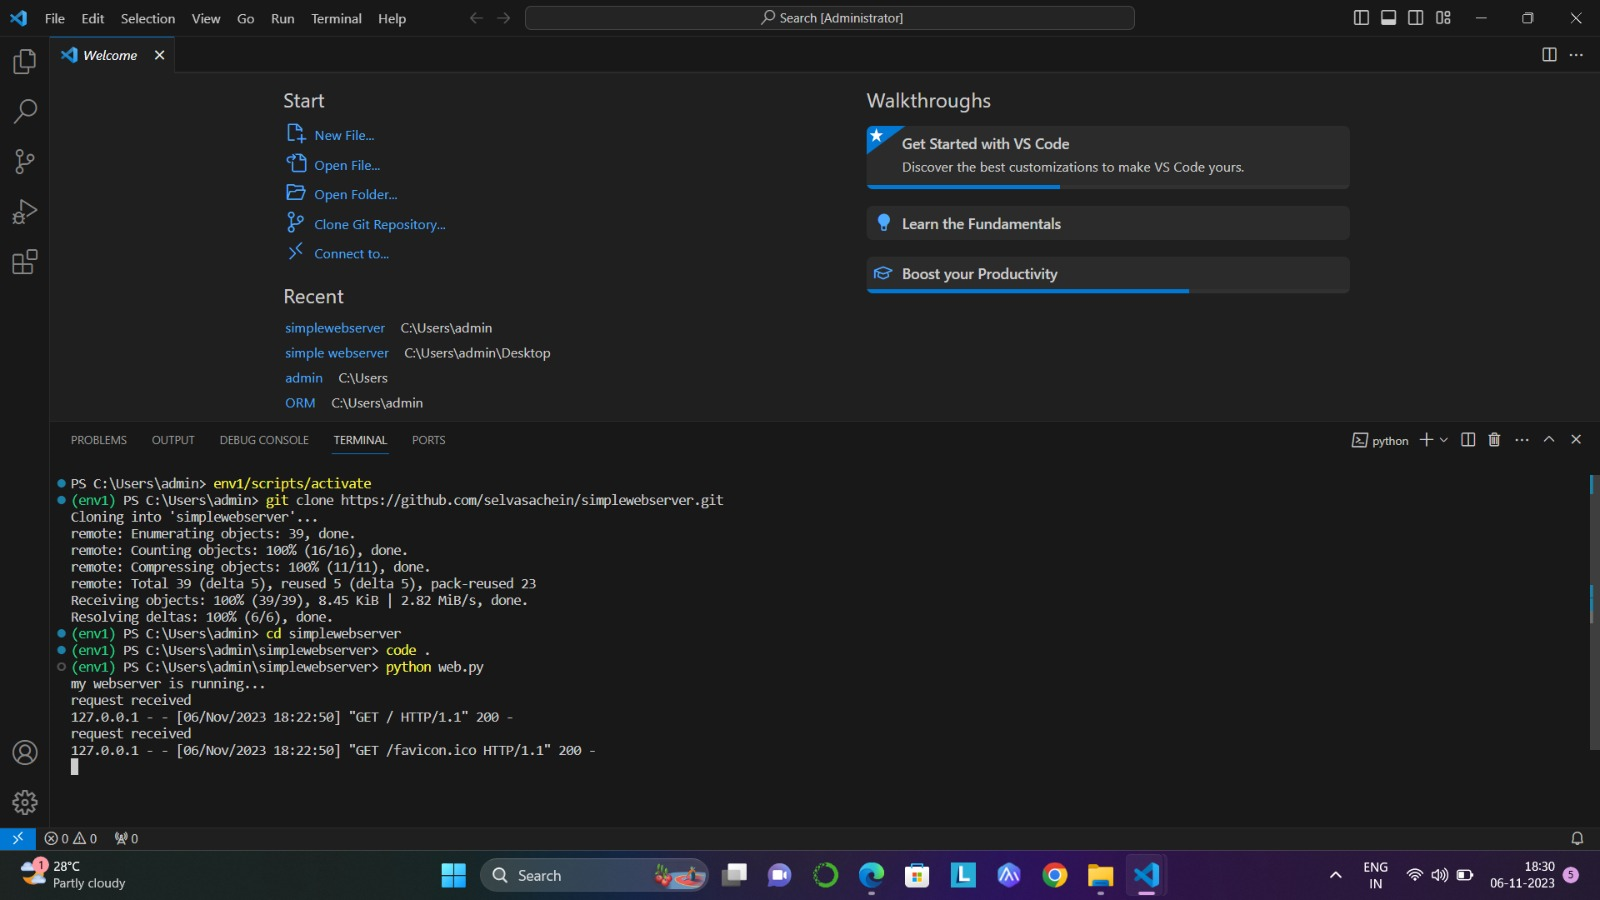 File Edit Selection View Go Run Terminal Help
Search [Administrator]
Welcome
Start
New File...
Open File...
Open Folder...
Clone Git Repository...
Connect to...
Recent
simplewebserver C:\Users\admin
simple webserver C:\Users\admin\Desktop
admin C:\Users
ORM C:\Users\admin
Walkthroughs
Get Started with VS Code
Discover the best customizations to make VS Code yours.
Learn the Fundamentals
Boost your Productivity
PROBLEMS OUTPUT DEBUG CONSOLE TERMINAL PORTS
python
PS C:\Users\admin> env1/scripts/activate
(env1) PS C:\Users\admin> git clone https://github.com/selvasachein/simplewebserver.git
Cloning into 'simplewebserver'...
remote: Enumerating objects: 39, done.
remote: Counting objects: 100% (16/16), done.
remote: Compressing objects: 100% (11/11), done.
remote: Total 39 (delta 5), reused 5 (delta 5), pack-reused 23
Receiving objects: 100% (39/39), 8.45 KiB | 2.82 MiB/s, done.
Resolving deltas: 100% (6/6), done.
(env1) PS C:\Users\admin> cd simplewebserver
(env1) PS C:\Users\admin\simplewebserver> code .
(env1) PS C:\Users\admin\simplewebserver> python web.py
my webserver is running...
request received
127.0.0.1 - - [06/Nov/2023 18:22:50] "GET / HTTP/1.1" 200 -
request received
127.0.0.1 - - [06/Nov/2023 18:22:50] "GET /favicon.ico HTTP/1.1" 200 -
0 0 0
1
28°C
Partly cloudy
Search
L
ENG
IN
18:30
06-11-2023
5